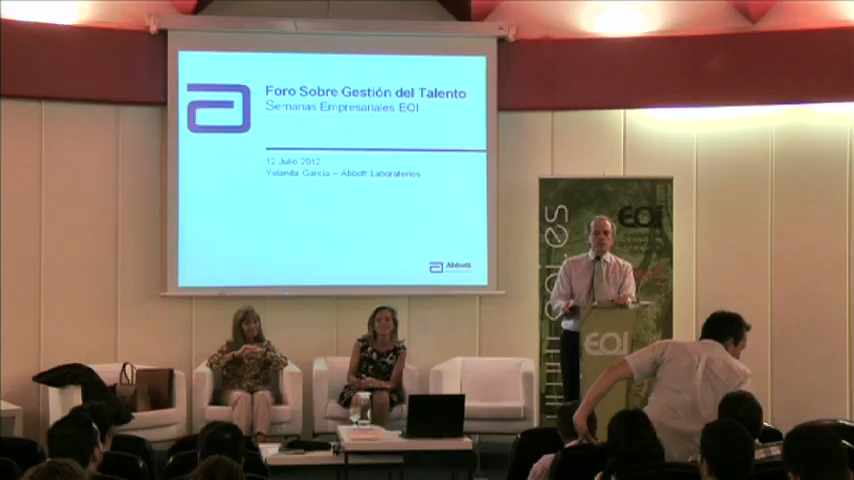 Foro Sobre Gestión del Talento
Semanas Empresariales EOI
12 Julio 2012
Yolanda García – Abbott Laboratorios
Abbott
EOI
EOI